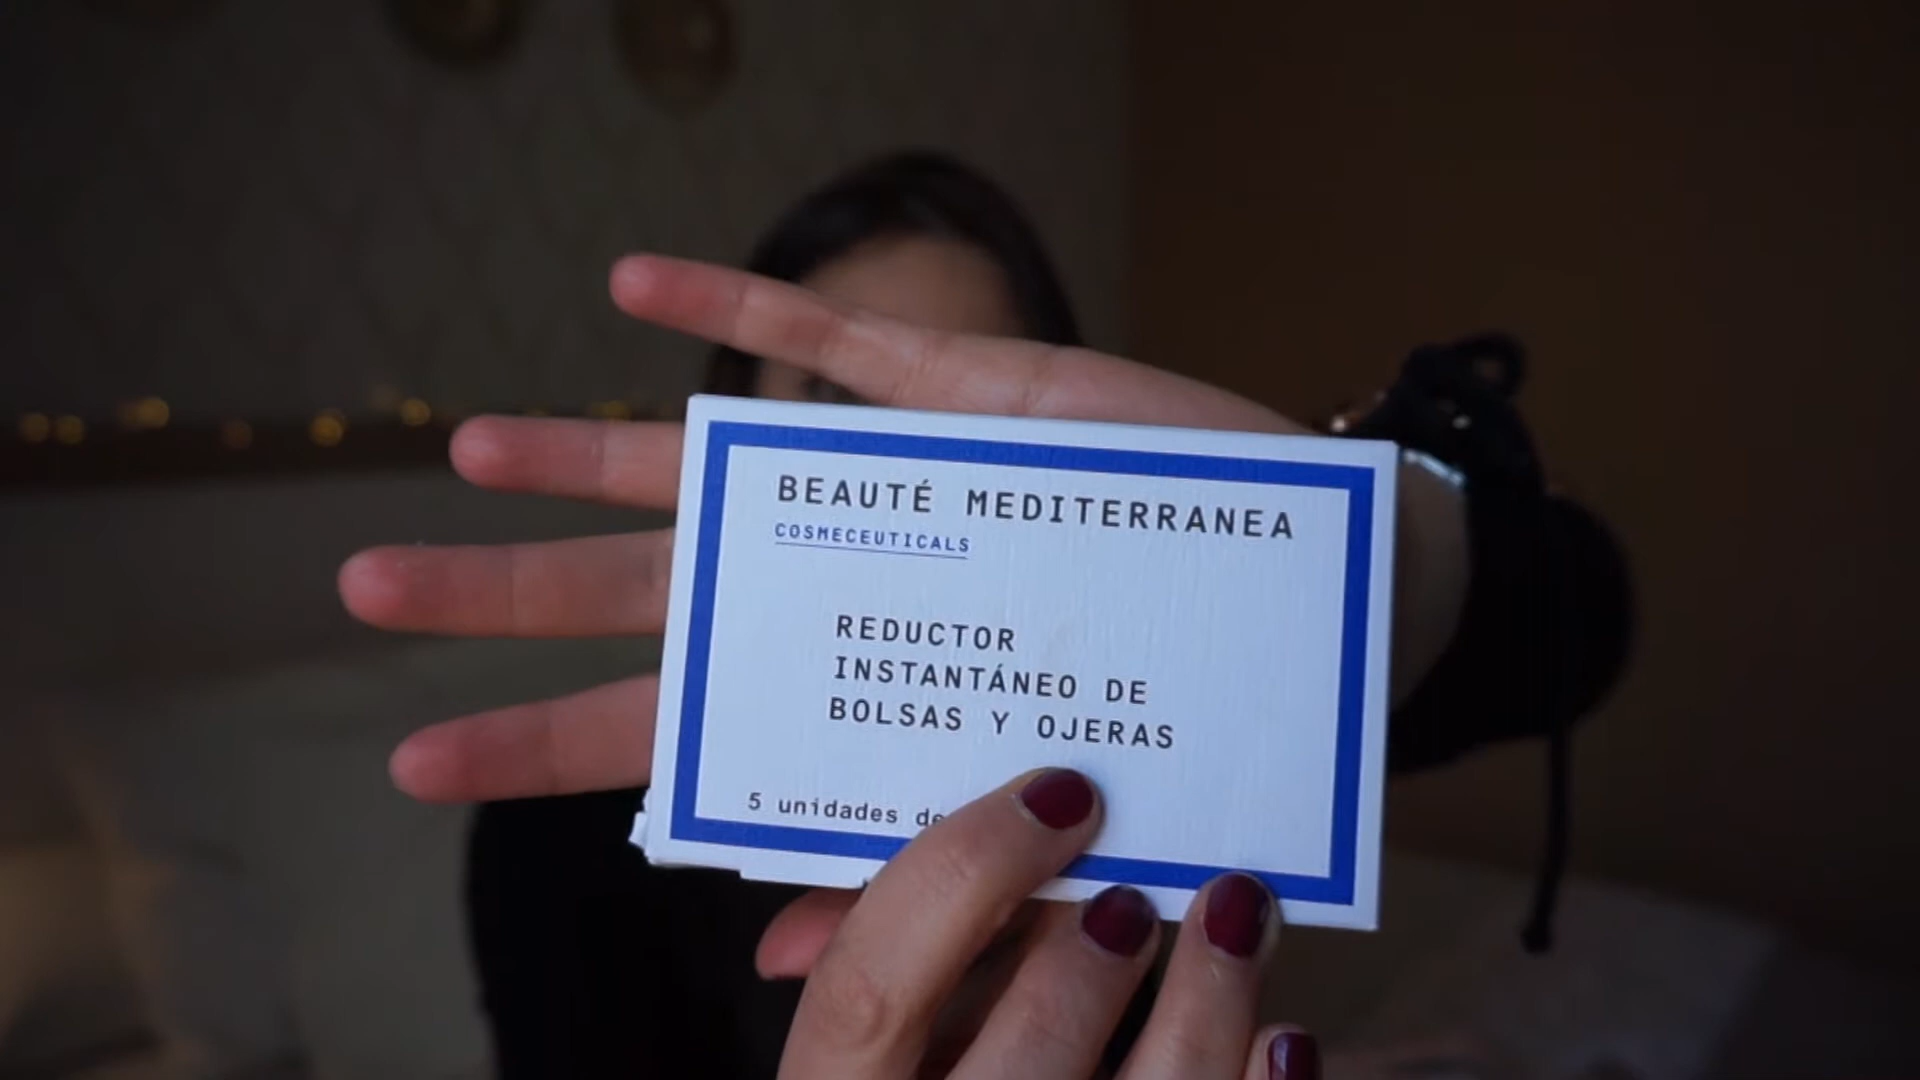 BEAUTÉ MEDITERRANEA
COSMECEUTICALS
REDUCTOR
INSTANTÁNEO DE
BOLSAS Y OJERAS
5 unidades de